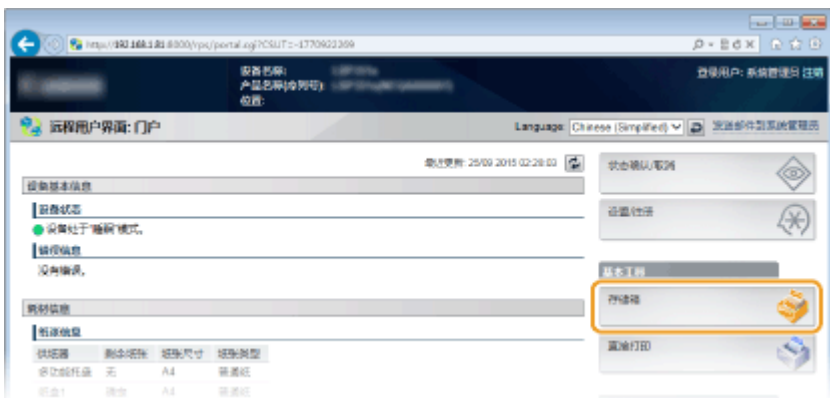 http://192.168.1.81:8000/rps/portal.cgi?CSUT=-1770922269
设备名称:
产品名称(序列号):
位置:
登录用户: 系统管理员 注销
远程用户界面: 门户
Language: Chinese (Simplified)
发送邮件到系统管理员
最近更新: 25/09 2015 02:28:03
状态确认/取消
设备基本信息
设备状态
设备处于“睡眠”模式。
设置/注册
错误信息
没有错误。
基本工具
存储箱
耗材信息
纸张信息
供纸器 剩余纸张 纸张尺寸 纸张类型
多功能托盘 无 A4 普通纸
直接打印
纸盒1 A4 普通纸